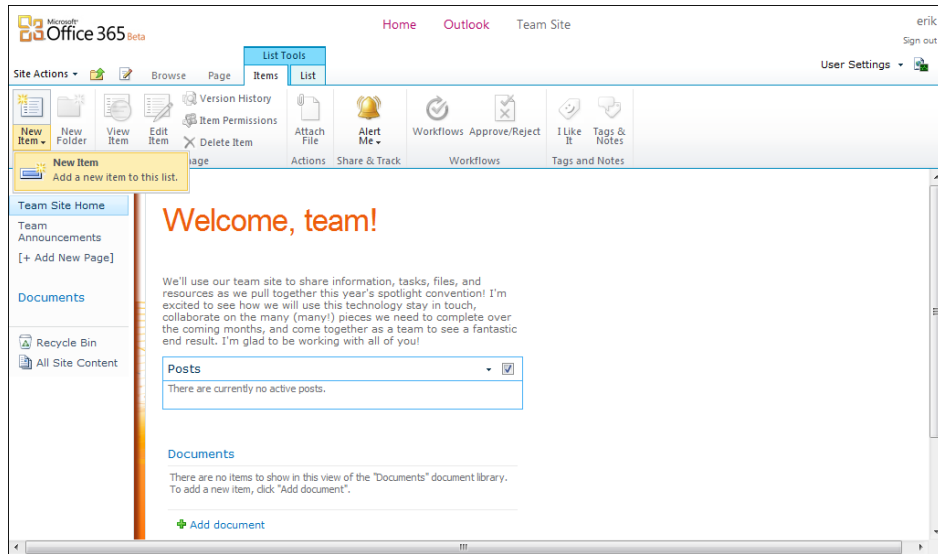 Microsoft®
Office 365 Beta
Home Outlook Team Site
erik
Sign out
List Tools
User Settings
Site Actions Browse Page Items List
Version History
Item Permissions
Delete Item
New Item
New Folder
View Item
Edit Item
Attach File
Alert Me
Workflows Approve/Reject
I Like It
Tags & Notes
nage Actions Share & Track Workflows Tags and Notes
New Item
Add a new item to this list.
Team Site Home
Team
Announcements
[+ Add New Page]
Documents
Recycle Bin
All Site Content
Welcome, team!
We'll use our team site to share information, tasks, files, and
resources as we pull together this year's spotlight convention! I'm
excited to see how we will use this technology stay in touch,
collaborate on the many (many!) pieces we need to complete over
the coming months, and come together as a team to see a fantastic
end result. I'm glad to be working with all of you!
Posts
There are currently no active posts.
Documents
There are no items to show in this view of the "Documents" document library.
To add a new item, click "Add document".
Add document